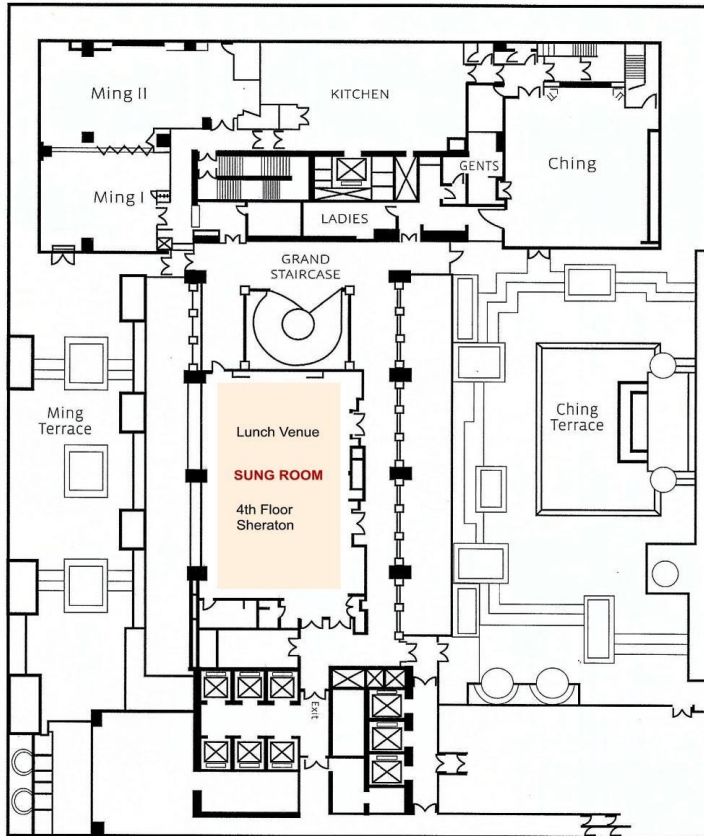 Ming II
KITCHEN
Ming I
GENTS
Ching
LADIES
GRAND
STAIRCASE
Ming
Terrace
Lunch Venue
SUNG ROOM
4th Floor
Sheraton
Ching
Terrace
Exit